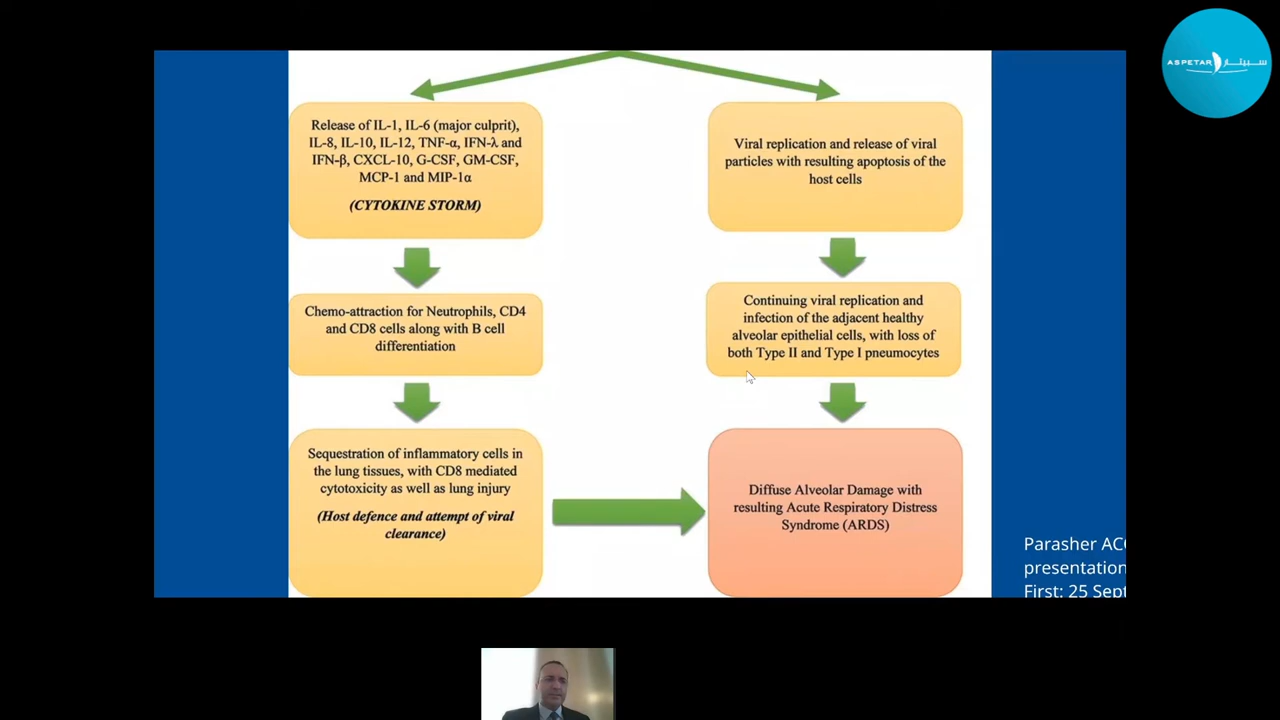 ASPETAR سبيتار
Release of IL-1, IL-6 (major culprit),
IL-8, IL-10, IL-12, TNF-α, IFN-λ and
IFN-β, CXCL-10, G-CSF, GM-CSF,
MCP-1 and MIP-1α
(CYTOKINE STORM)
Viral replication and release of viral
particles with resulting apoptosis of the
host cells
Chemo-attraction for Neutrophils, CD4
and CD8 cells along with B cell
differentiation
Continuing viral replication and
infection of the adjacent healthy
alveolar epithelial cells, with loss of
both Type II and Type I pneumocytes
Sequestration of inflammatory cells in
the lung tissues, with CD8 mediated
cytotoxicity as well as lung injury
(Host defence and attempt of viral
clearance)
Diffuse Alveolar Damage with
resulting Acute Respiratory Distress
Syndrome (ARDS)
Parasher A
presentation
First: 25 Sept